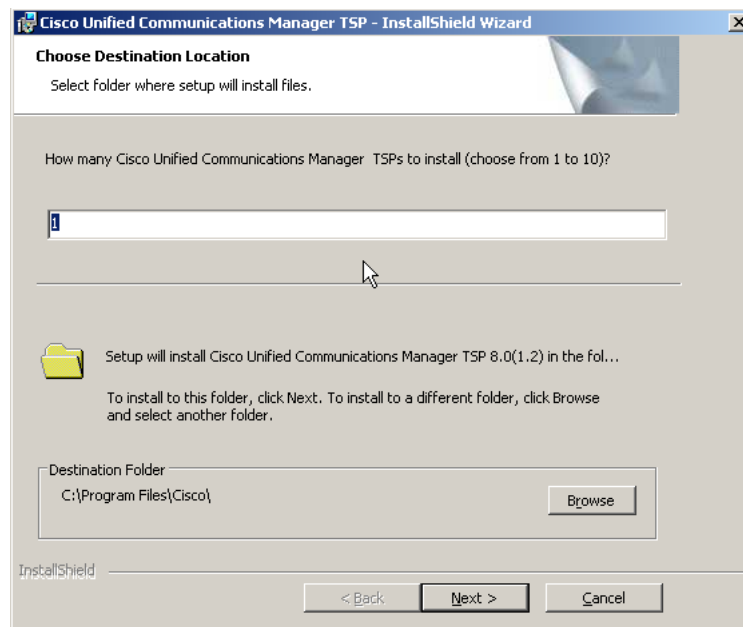 Cisco Unified Communications Manager TSP - InstallShield Wizard
Choose Destination Location
Select folder where setup will install files.
How many Cisco Unified Communications Manager  TSPs to install (choose from 1 to 10)?
1
Setup will install Cisco Unified Communications Manager TSP 8.0(1.2) in the fol...
To install to this folder, click Next. To install to a different folder, click Browse
and select another folder.
Destination Folder
C:\Program Files\Cisco\
Browse
InstallShield
< Back
Next >
Cancel